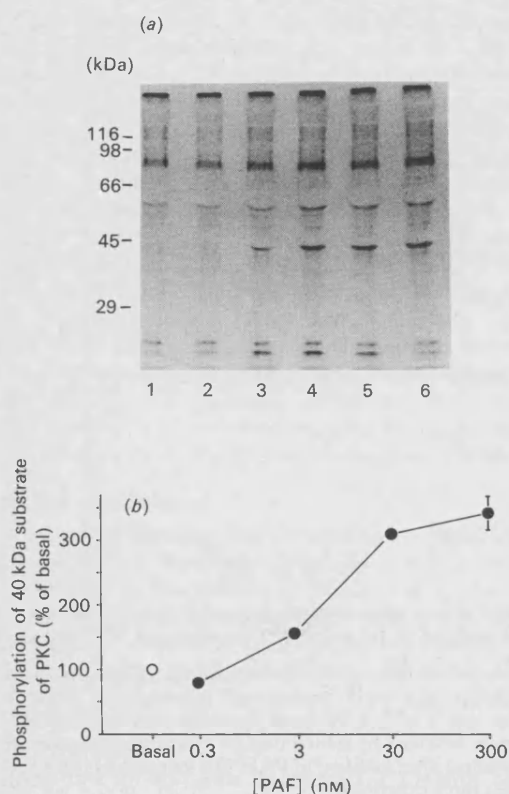 (a)
(kDa)
116
98
66
45
29
1 2 3 4 5 6
(b)
Phosphorylation of 40 kDa substrate
of PKC (% of basal)
300
200
100
0
Basal 0.3 3 30 300
[PAF] (nM)